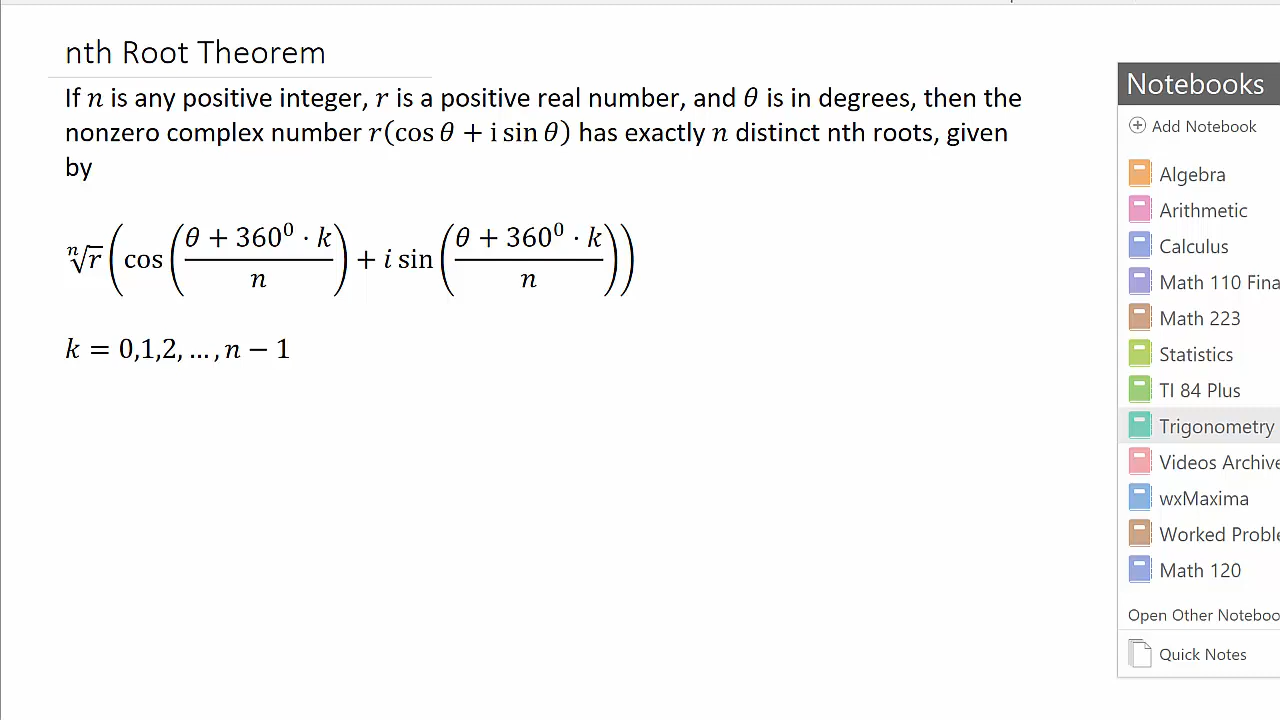 nth Root Theorem
If n is any positive integer, r is a positive real number, and θ is in degrees, then the
nonzero complex number r(cos θ + i sin θ) has exactly n distinct nth roots, given
by
ⁿ√r (cos((θ + 360⁰ · k)/n) + i sin((θ + 360⁰ · k)/n))
k = 0,1,2, … , n − 1
Notebooks
Add Notebook
Algebra
Arithmetic
Calculus
Math 110 Fina
Math 223
Statistics
TI 84 Plus
Trigonometry
Videos Archive
wxMaxima
Worked Proble
Math 120
Open Other Noteboo
Quick Notes